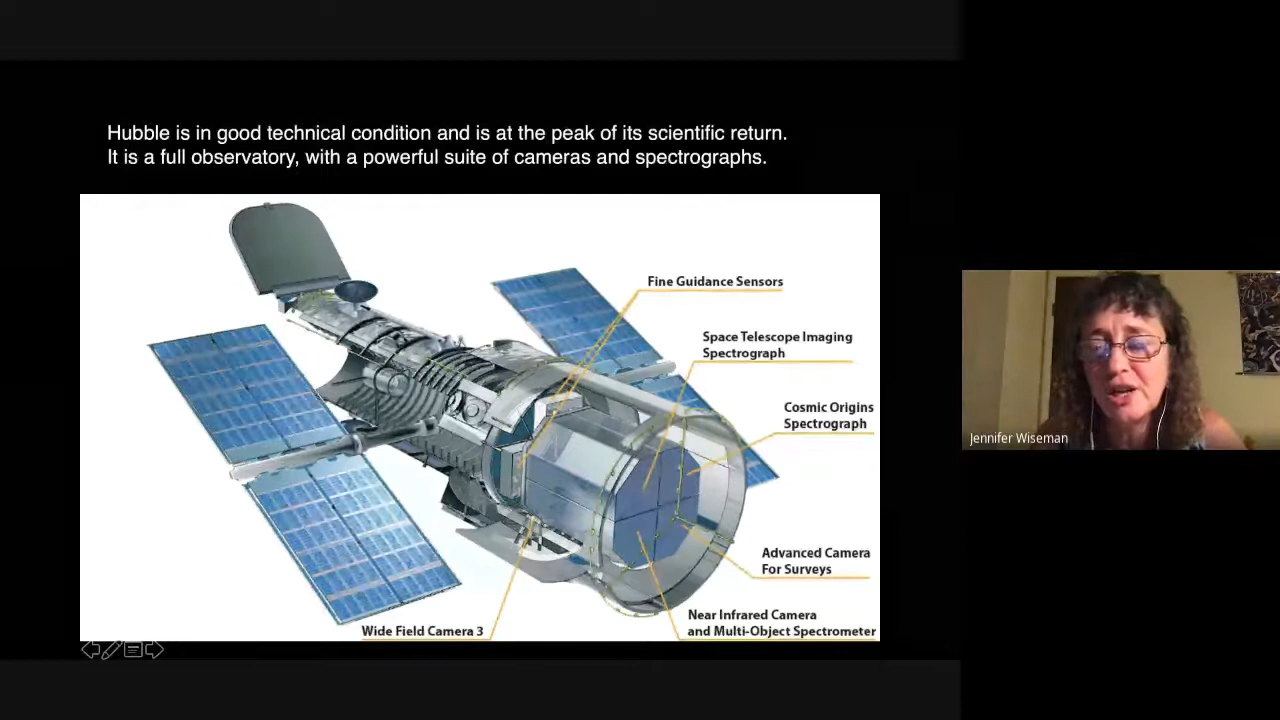 Hubble is in good technical condition and is at the peak of its scientific return.
It is a full observatory, with a powerful suite of cameras and spectrographs.
Fine Guidance Sensors
Space Telescope Imaging
Spectrograph
Cosmic Origins
Spectrograph
Jennifer Wiseman
Advanced Camera
For Surveys
Near Infrared Camera
and Multi-Object Spectrometer
Wide Field Camera 3